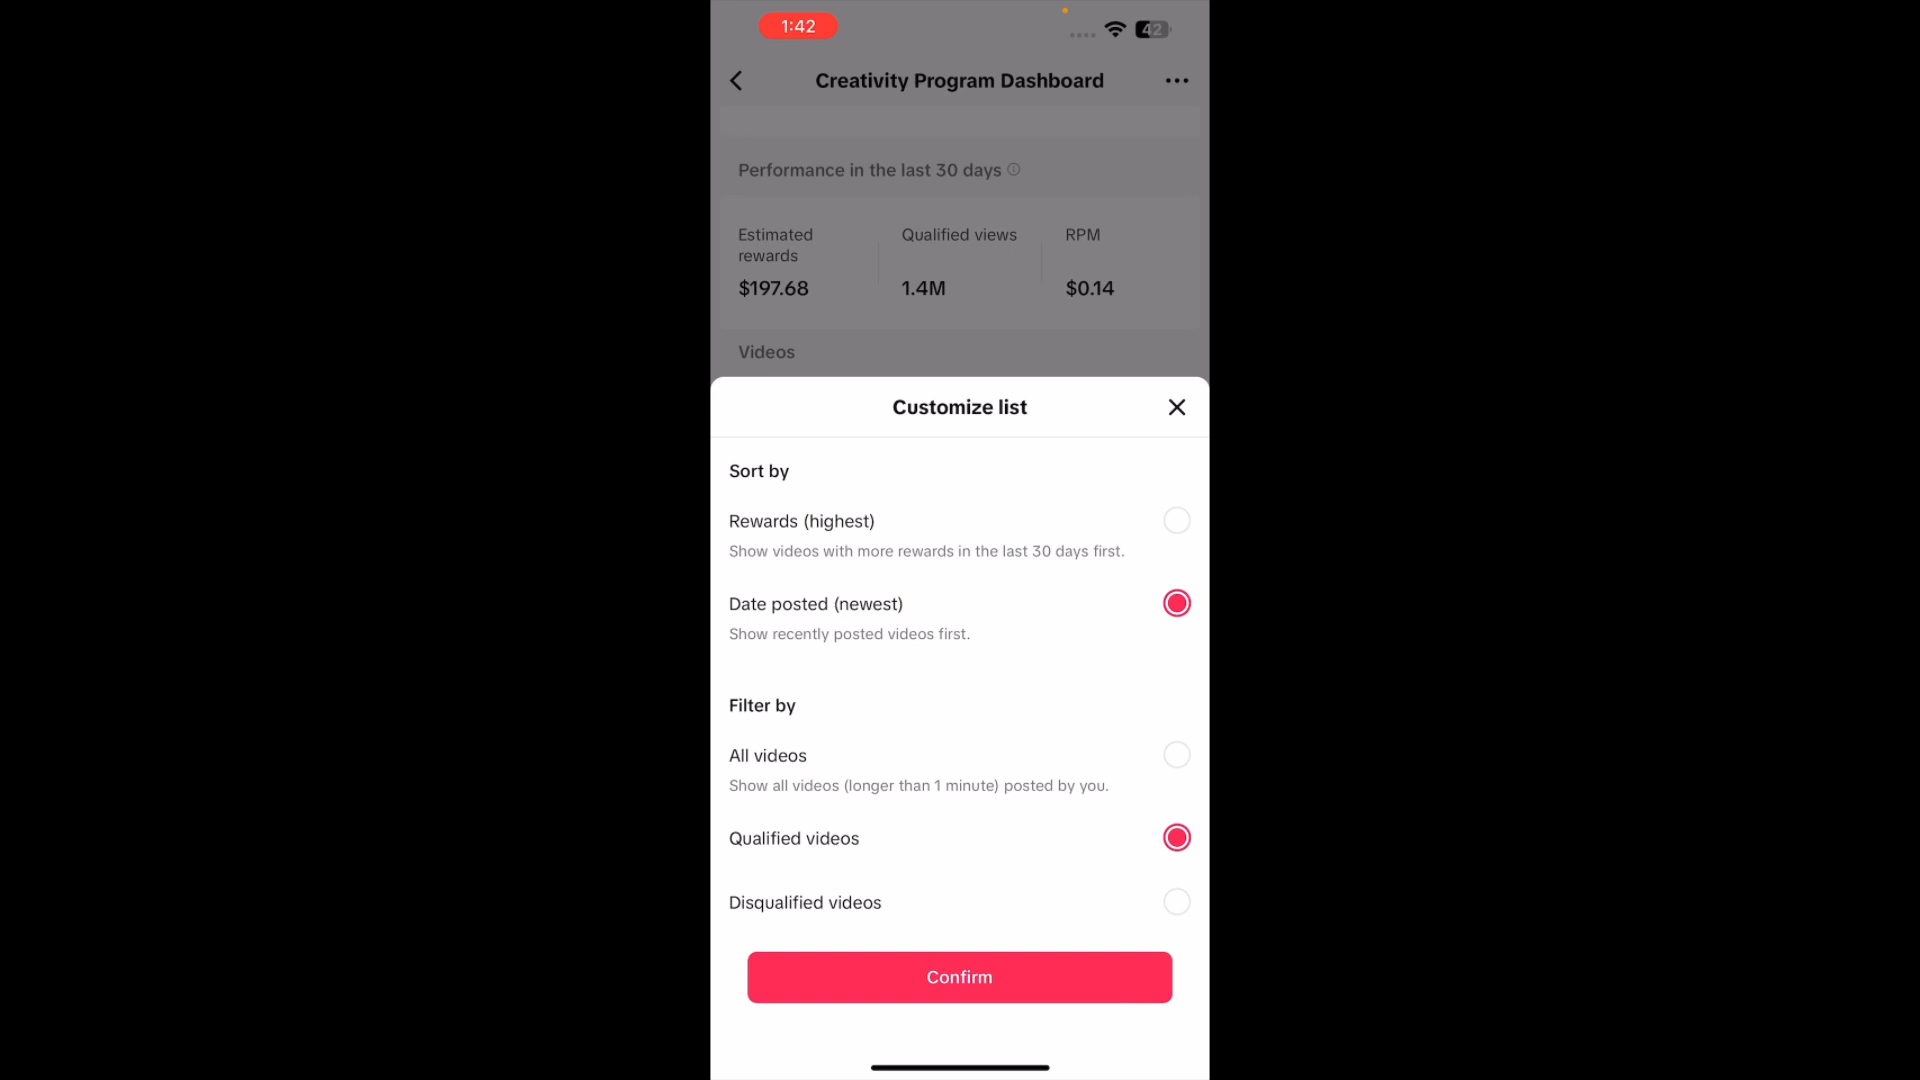 1:42
42
Creativity Program Dashboard
Performance in the last 30 days
Estimated rewards
Qualified views
RPM
$197.68
1.4M
$0.14
Videos
Customize list
Sort by
Rewards (highest)
Show videos with more rewards in the last 30 days first.
Date posted (newest)
Show recently posted videos first.
Filter by
All videos
Show all videos (longer than 1 minute) posted by you.
Qualified videos
Disqualified videos
Confirm